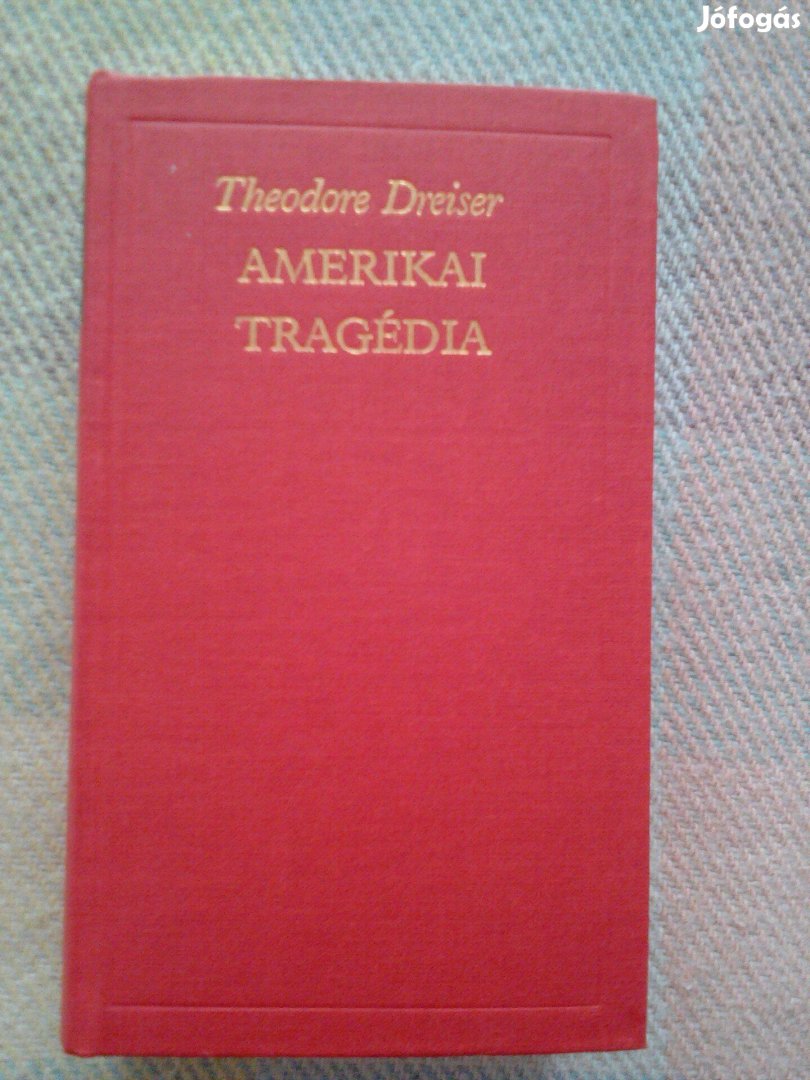 Jófogás
Theodore Dreiser
AMERIKAI
TRAGÉDIA